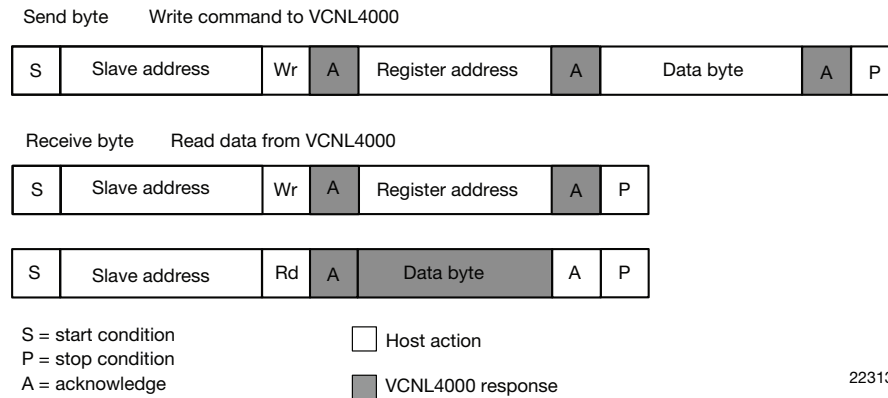 Send byte Write command to VCNL4000
S Slave address Wr A Register address A Data byte A P
Receive byte Read data from VCNL4000
S Slave address Wr A Register address A P
S Slave address Rd A Data byte A P
S = start condition
P = stop condition
A = acknowledge
Host action
VCNL4000 response
22313